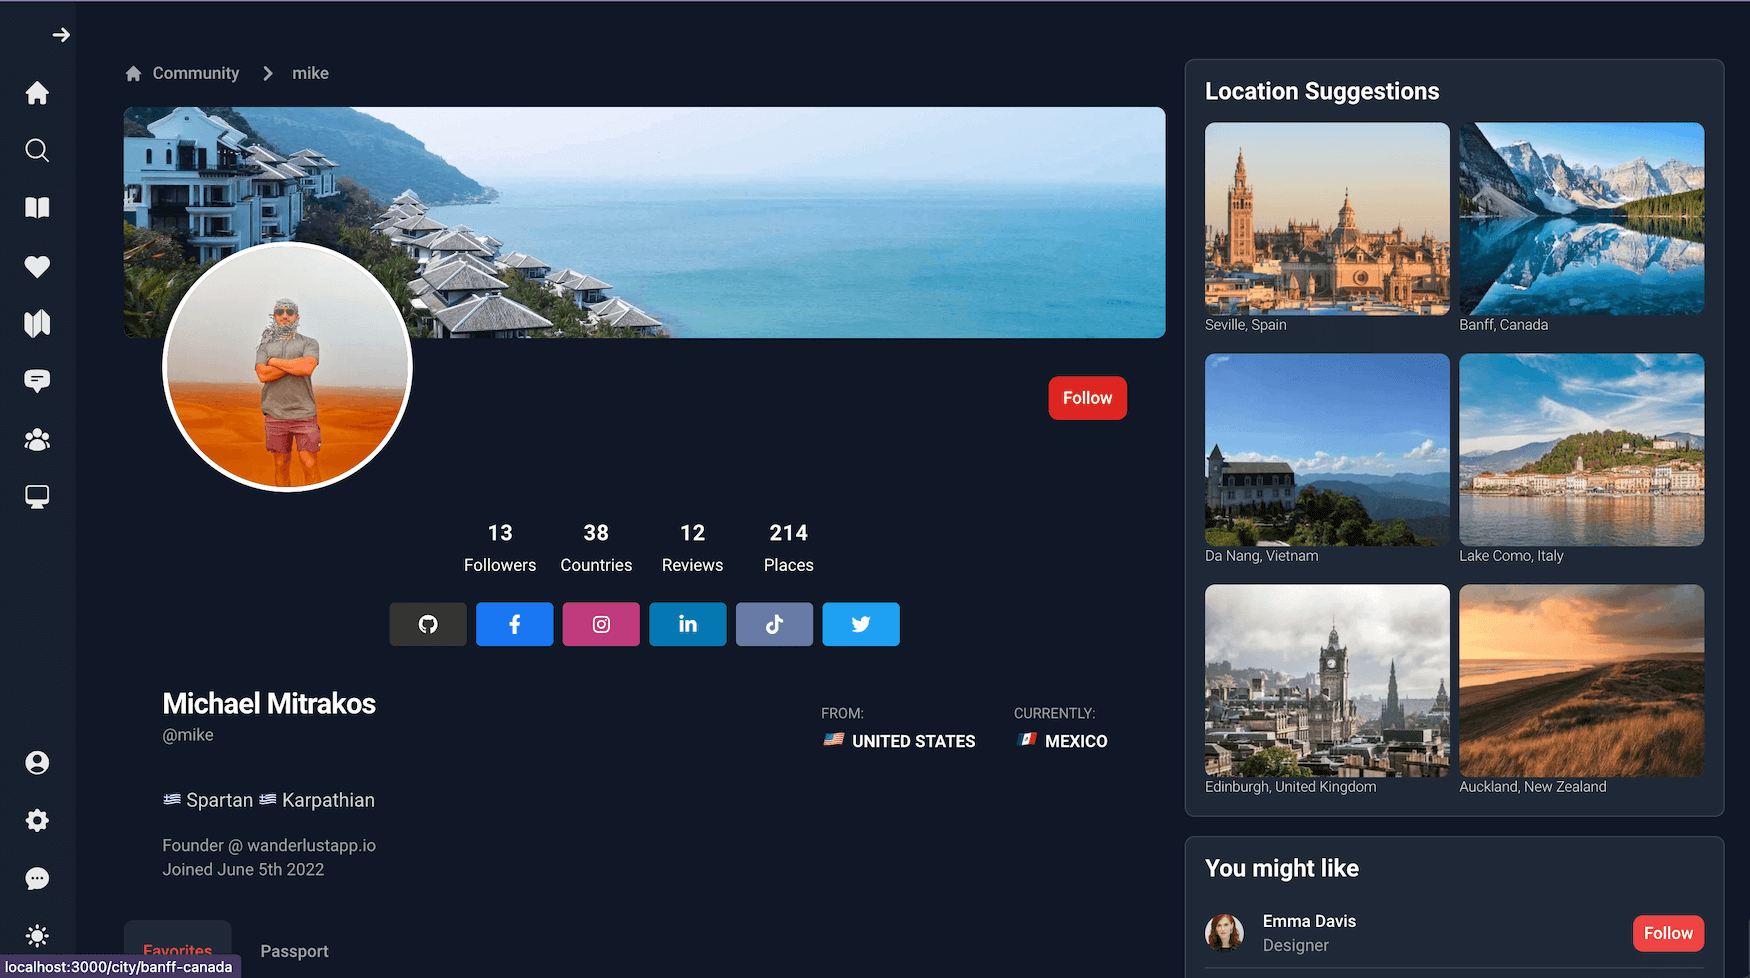 Community
mike
Follow
13
Followers
38
Countries
12
Reviews
214
Places
Michael Mitrakos
@mike
FROM:
UNITED STATES
CURRENTLY:
MEXICO
Spartan Karpathian
Founder @ wanderlustapp.io
Joined June 5th 2022
Favorites
Passport
Location Suggestions
Seville, Spain
Banff, Canada
Da Nang, Vietnam
Lake Como, Italy
Edinburgh, United Kingdom
Auckland, New Zealand
You might like
Emma Davis
Designer
Follow
localhost:3000/city/banff-canada